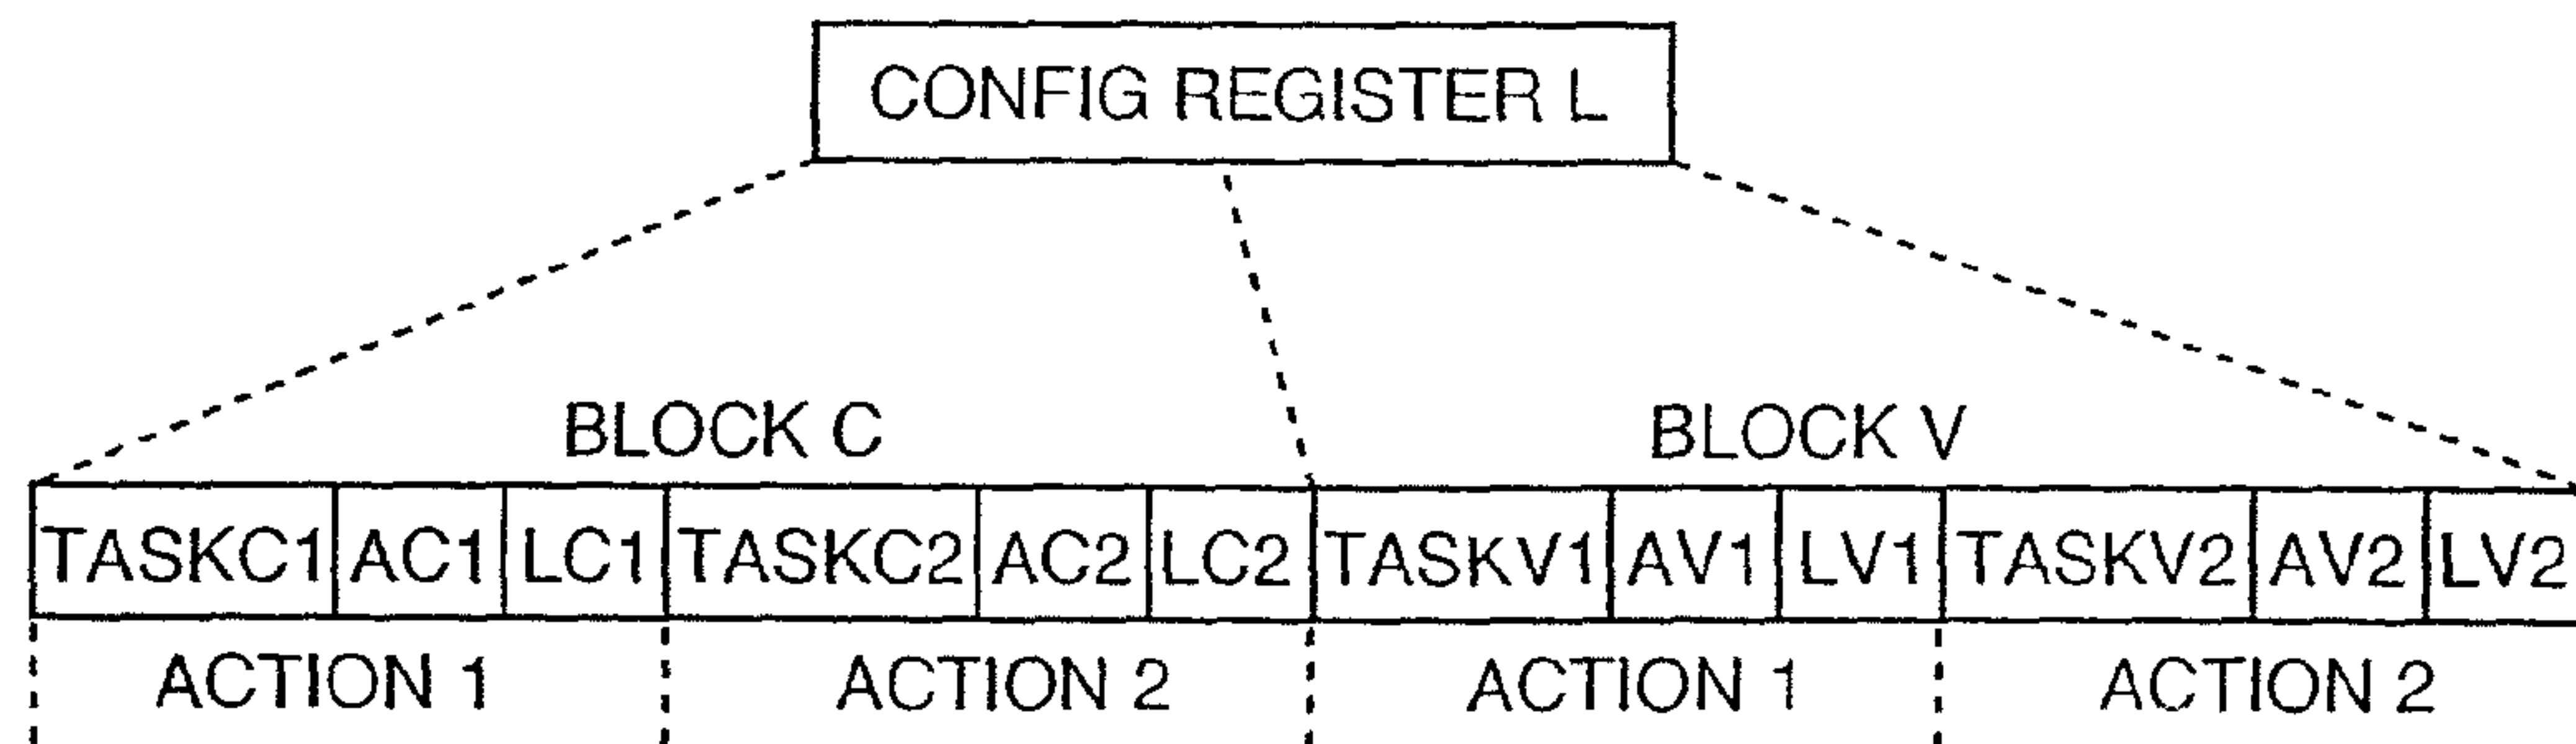 CONFIG REGISTER L
BLOCK C BLOCK V
TASKC1 AC1 LC1 TASKC2 AC2 LC2 TASKV1 AV1 LV1 TASKV2 AV2 LV2
ACTION 1 ACTION 2 ACTION 1 ACTION 2